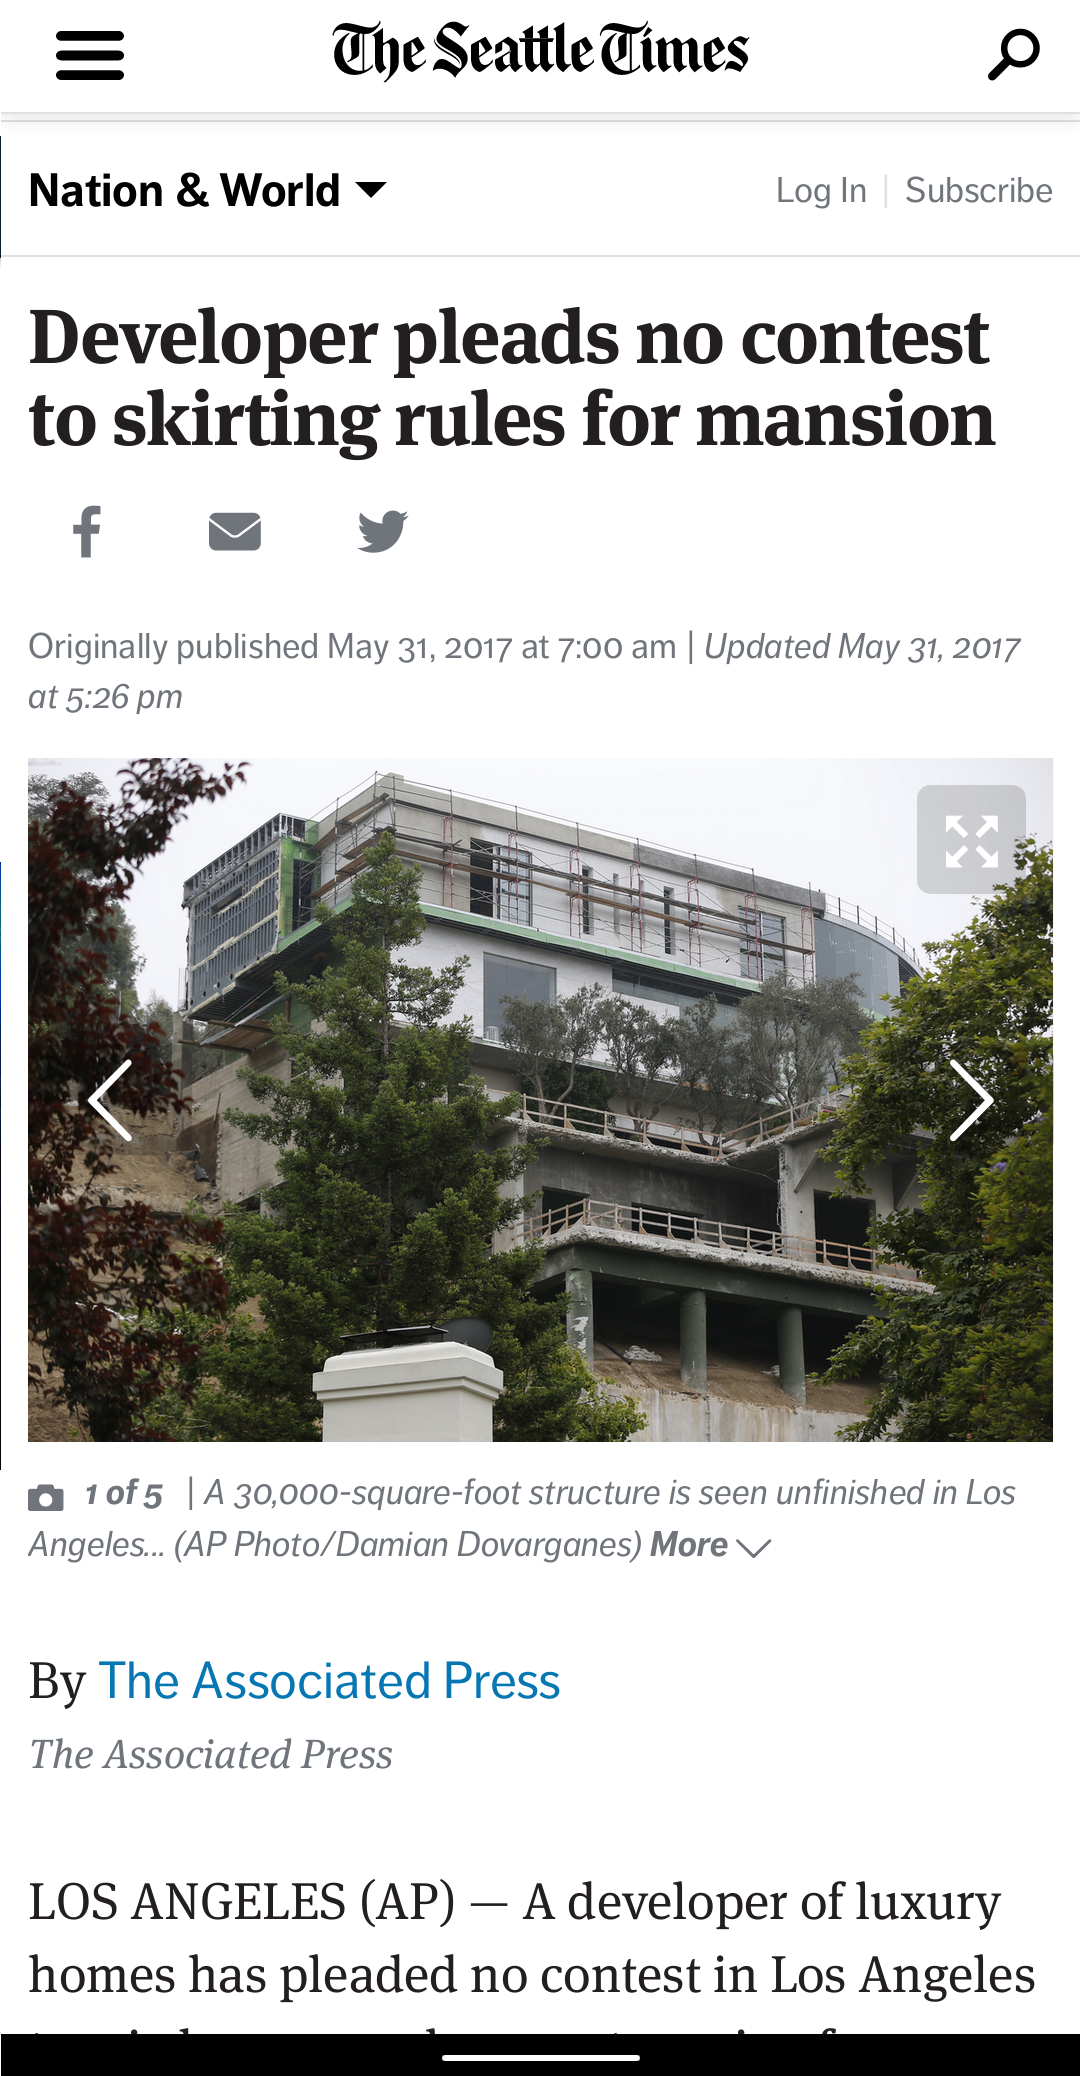 The Seattle Times
Nation & World
Log In | Subscribe
Developer pleads no contest
to skirting rules for mansion
Originally published May 31, 2017 at 7:00 am | Updated May 31, 2017
at 5:26 pm
1 of 5 | A 30,000-square-foot structure is seen unfinished in Los
Angeles... (AP Photo/Damian Dovarganes) More
By The Associated Press
The Associated Press
LOS ANGELES (AP) — A developer of luxury
homes has pleaded no contest in Los Angeles